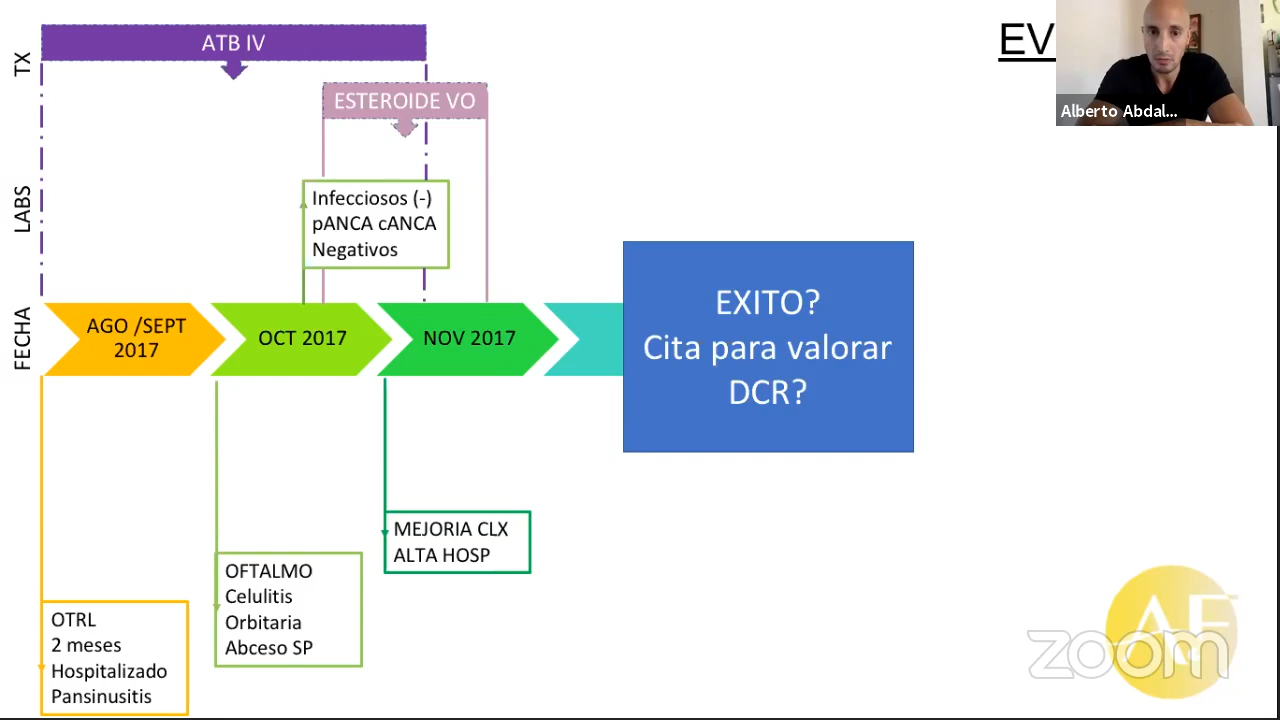 ATB IV
EV
TX
ESTEROIDE VO
Alberto Abdal...
LABS
Infecciosos (-)
pANCA cANCA
Negativos
FECHA
AGO /SEPT
2017
OCT 2017
NOV 2017
EXITO?
Cita para valorar
DCR?
MEJORIA CLX
ALTA HOSP
OFTALMO
Celulitis
Orbitaria
Abceso SP
OTRL
2 meses
Hospitalizado
Pansinusitis
zoom